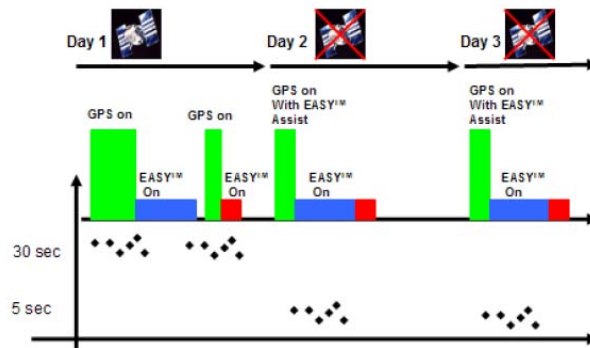 Day 1
Day 2
Day 3
GPS on
GPS on
GPS on
With EASY™
Assist
GPS on
With EASY™
Assist
EASY™
On
EASY™
On
EASY™
On
EASY™
On
30 sec
5 sec